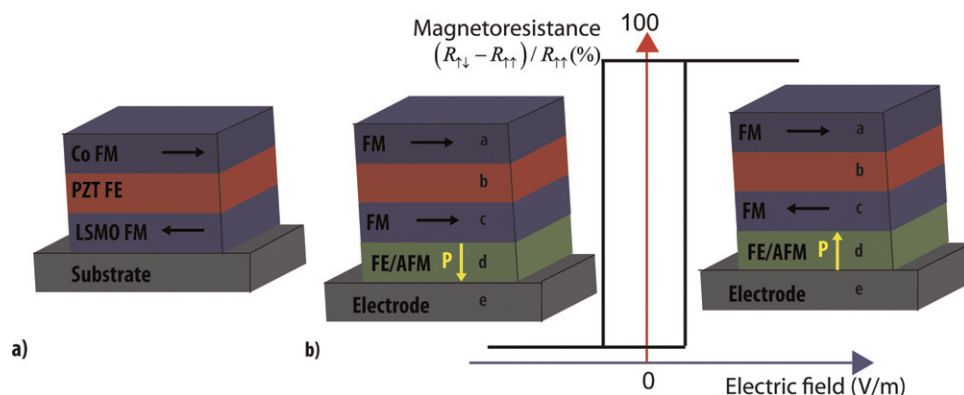 Magnetoresistance
(R↑↓ − R↑↑) / R↑↑ (%)
100
Co FM
PZT FE
LSMO FM
Substrate
a)
FM a
b
FM c
FE/AFM P d
Electrode e
b)
FM a
b
FM c
FE/AFM P d
Electrode e
0
Electric field (V/m)